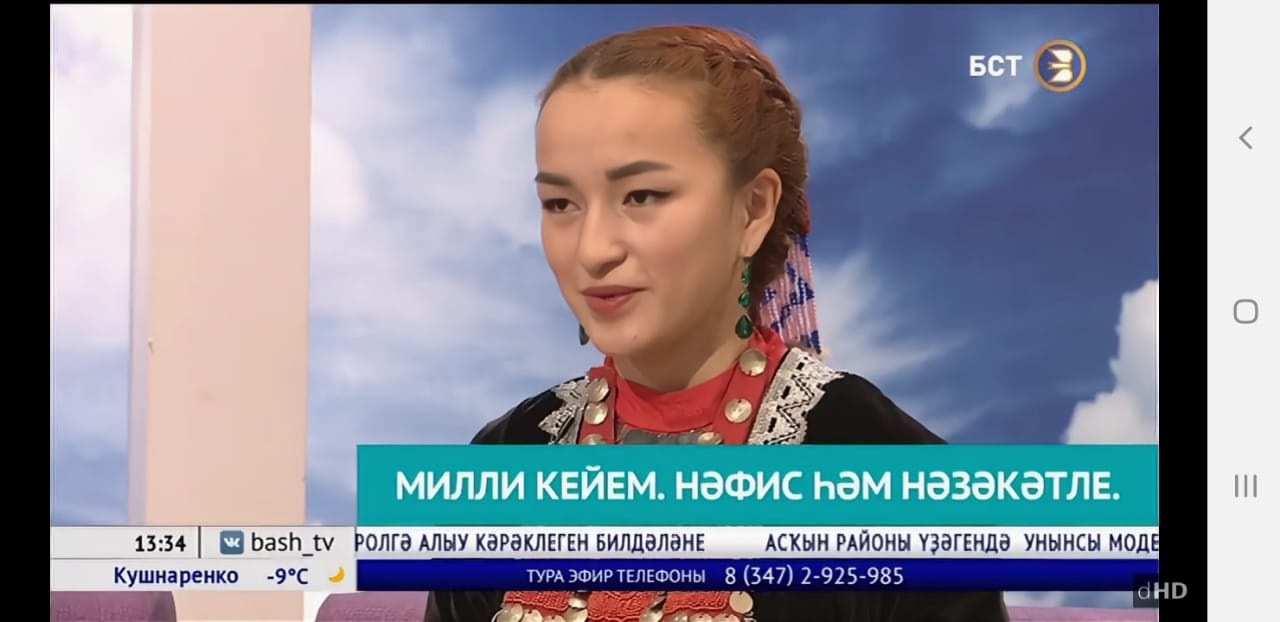 БСТ
МИЛЛИ КЕЙЕМ. НӘФИС ҺӘМ НӘЗӘКӘТЛЕ.
13:34 bash_tv
РОЛГӘ АЛЫУ КӘРӘКЛЕГЕН БИЛДӘЛӘНЕ АСҠЫН РАЙОНЫ ҮҘӘГЕНДӘ УНЫНСЫ МОДЕ
Кушнаренко -9°C
ТУРА ЭФИР ТЕЛЕФОНЫ 8 (347) 2-925-985
dHD